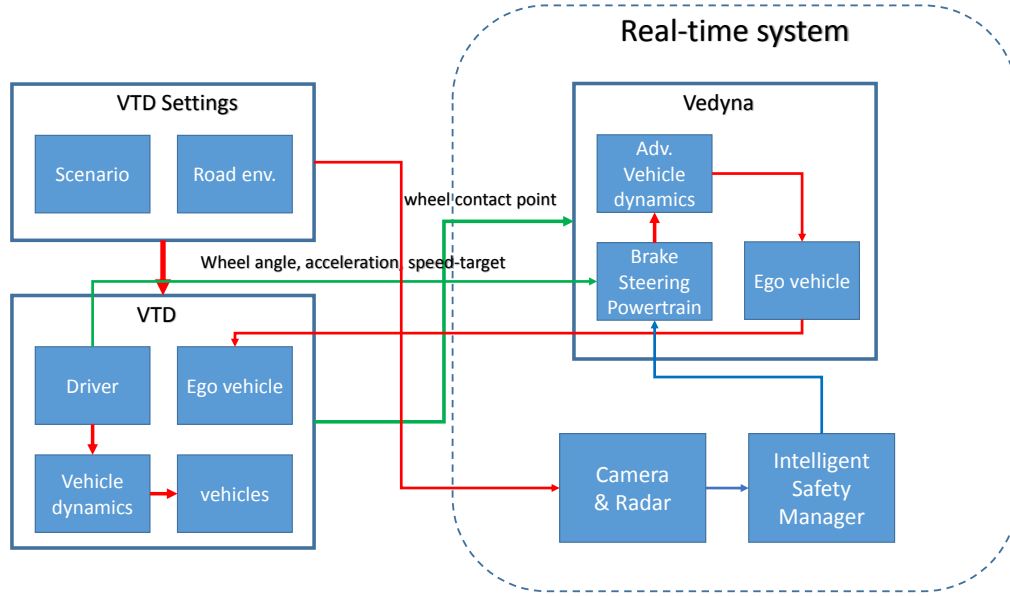 Real-time system
VTD Settings
Scenario
Road env.
Vedyna
Adv.
Vehicle
dynamics
wheel contact point
Wheel angle, acceleration, speed-target
Brake
Steering
Powertrain
Ego vehicle
VTD
Driver
Ego vehicle
Vehicle
dynamics
vehicles
Camera
& Radar
Intelligent
Safety
Manager